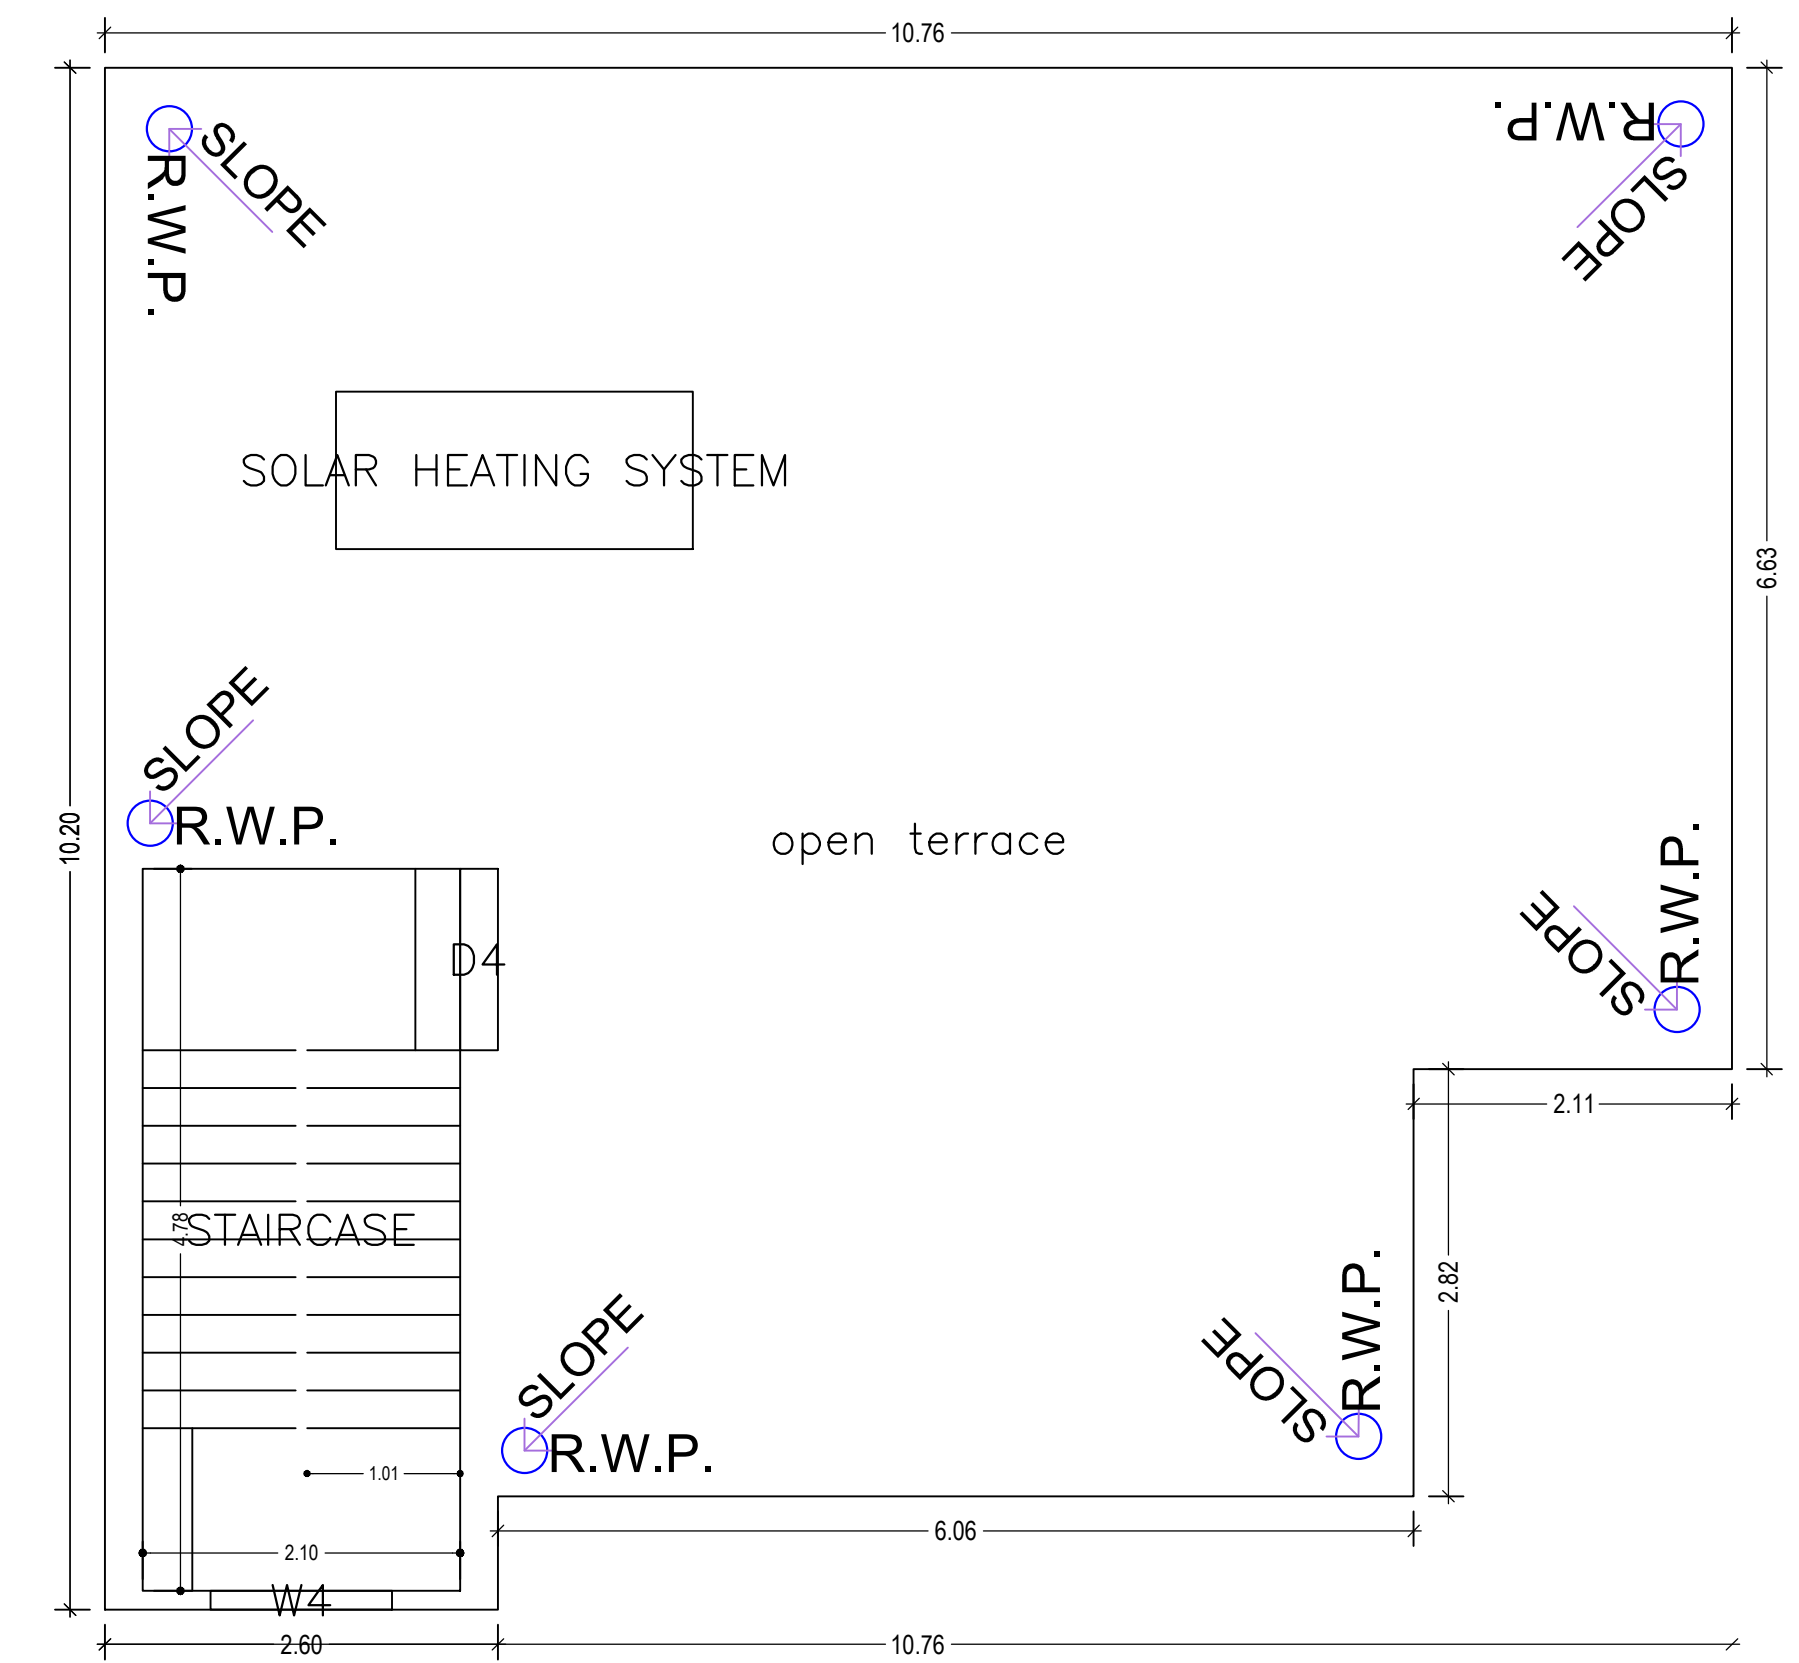 10.76
R.W.P.
SLOPE
R.W.P.
SLOPE
SOLAR HEATING SYSTEM
6.63
SLOPE
R.W.P.
10.20
open terrace
R.W.P.
SLOPE
D4
2.11
4.78
STAIRCASE
2.82
SLOPE
R.W.P.
R.W.P.
SLOPE
1.01
6.06
2.10
W4
2.60
10.76